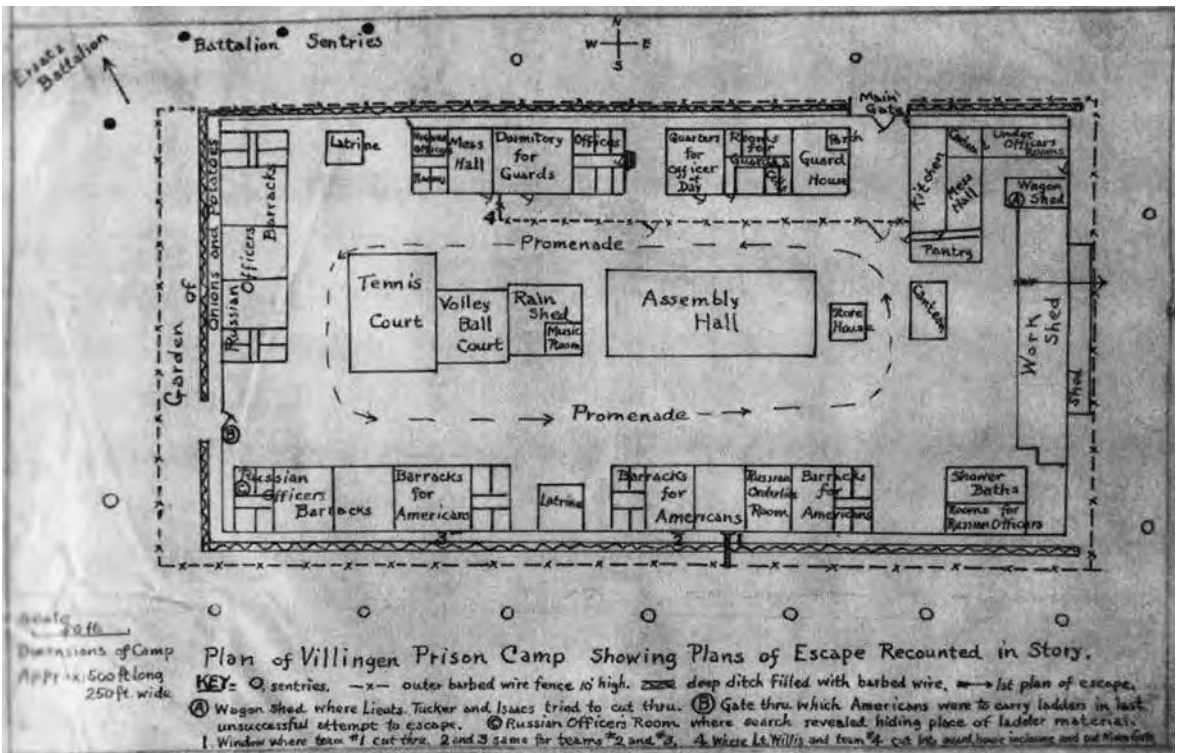 Battalion Sentries
Ersatz
Battalion
N
W E
S
Main
Gate
Latrine
Mess
Hall
Dormitory
for
Guards
Offices
Quarters
for
Officer
of
Day
Rooms
for
Guards
Porch
Guard
House
Kitchen
Mess
Hall
Under
Officers
Rooms
Wagon
Shed
A
Pantry
Garden of
Onions and Potatoes
Russian Officers Barracks
4
Promenade
Tennis
Court
Volley
Ball
Court
Rain
Shed
Music
Room
Assembly
Hall
Store
House
Canteen
Work
Shed
Shed
Promenade
B
Russian
Officers
Barracks
C
Barracks
for
Americans
Latrine
Barracks
for
Americans
Russian
Orderlies
Room
Barracks
for
Americans
Shower
Baths
Rooms for
Russian Officers
3
2
1
Scale
Dimensions of Camp
Approx. 500 ft long
250 ft. wide
Plan of Villingen Prison Camp Showing Plans of Escape Recounted in Story.
KEY= O, sentries. —x— outer barbed wire fence 10' high. deep ditch filled with barbed wire, 1st plan of escape.
A Wagon Shed where Lieuts. Tucker and Isaacs tried to cut thru. B Gate thru which Americans were to carry ladders in last
unsuccessful attempt to escape. C Russian Officers Room where search revealed hiding place of ladder material.
1. Window where team #1 cut thru, 2 and 3 same for teams #2 and #3, 4 Where Lt. Willis and team #4 cut into guard house inclosure and out Main Gate